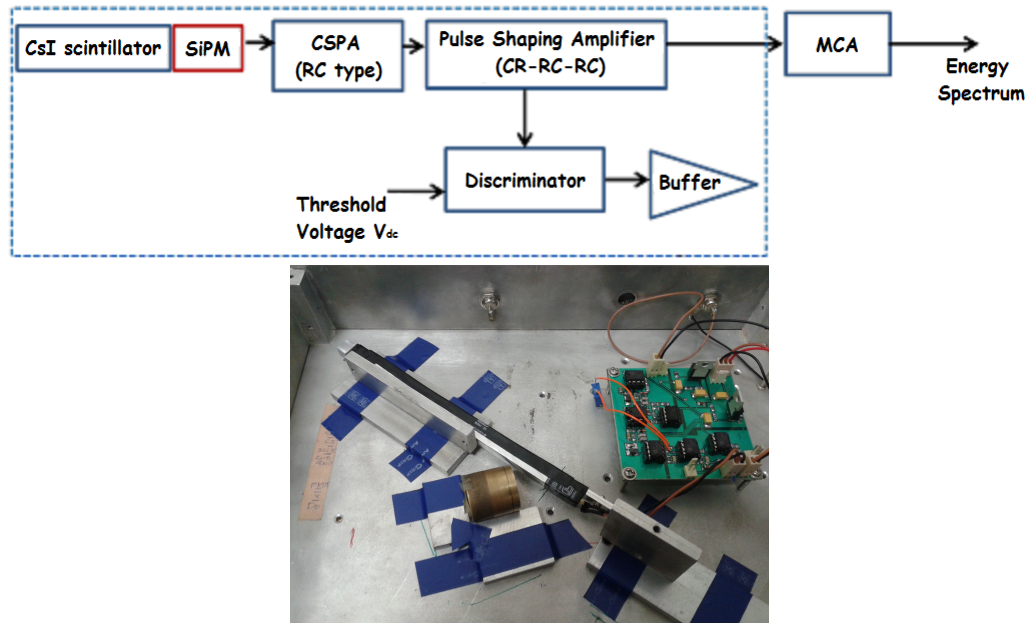 CsI scintillator
SiPM
CSPA
(RC type)
Pulse Shaping Amplifier
(CR-RC-RC)
MCA
Energy
Spectrum
Discriminator
Buffer
Threshold
Voltage Vdc